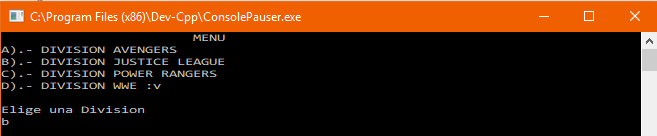 C:\Program Files (x86)\Dev-Cpp\ConsolePauser.exe
MENU
A).- DIVISION AVENGERS
B).- DIVISION JUSTICE LEAGUE
C).- DIVISION POWER RANGERS
D).- DIVISION WWE :v
Elige una Division
b